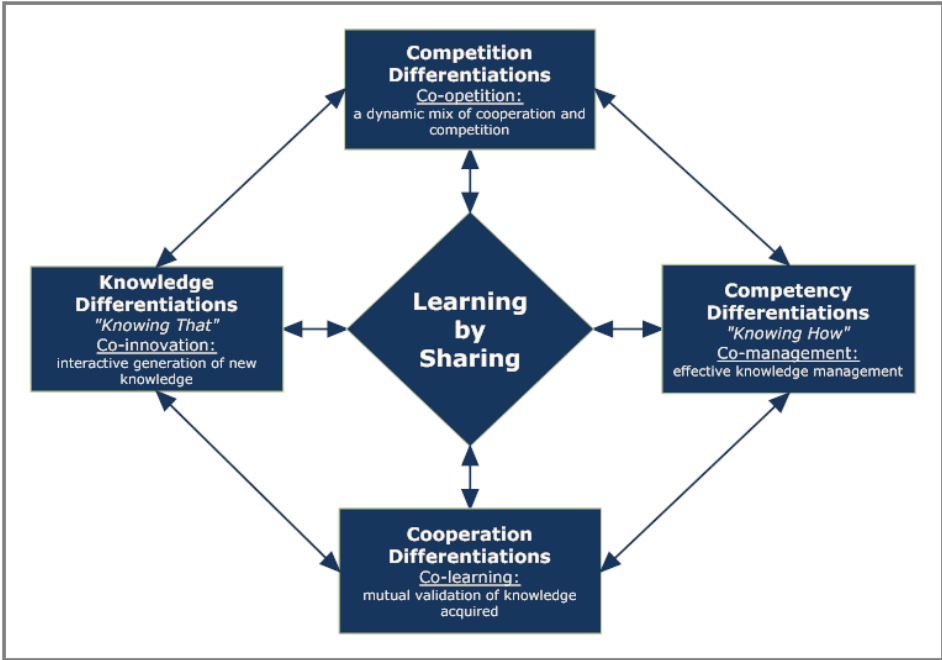 Competition
Differentiations
Co-opetition:
a dynamic mix of cooperation and
competition
Knowledge
Differentiations
"Knowing That"
Co-innovation:
interactive generation of new
knowledge
Learning
by
Sharing
Competency
Differentiations
"Knowing How"
Co-management:
effective knowledge management
Cooperation
Differentiations
Co-learning:
mutual validation of knowledge
acquired